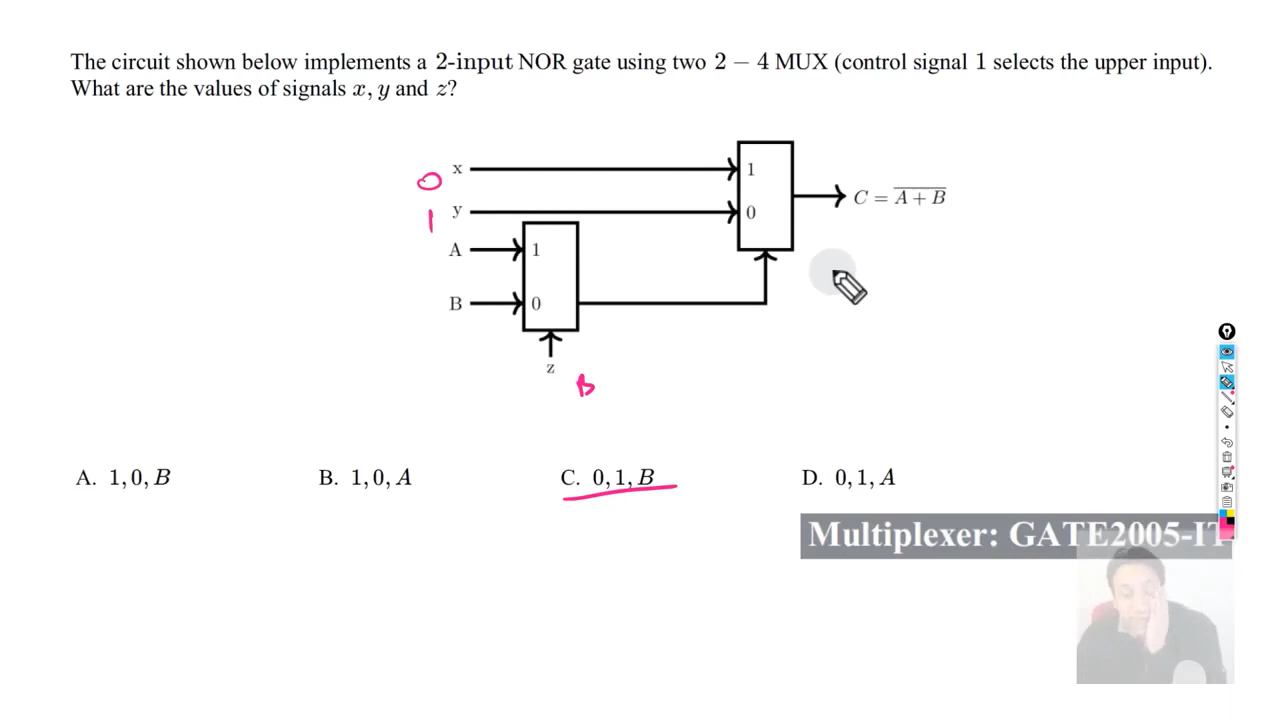 The circuit shown below implements a 2-input NOR gate using two 2 − 4 MUX (control signal 1 selects the upper input).
What are the values of signals x, y and z?
0 x 1
1 y 0 C = \overline{A + B}
A 1
B 0
z
B
A. 1, 0, B B. 1, 0, A C. 0, 1, B D. 0, 1, A
Multiplexer: GATE2005-IT